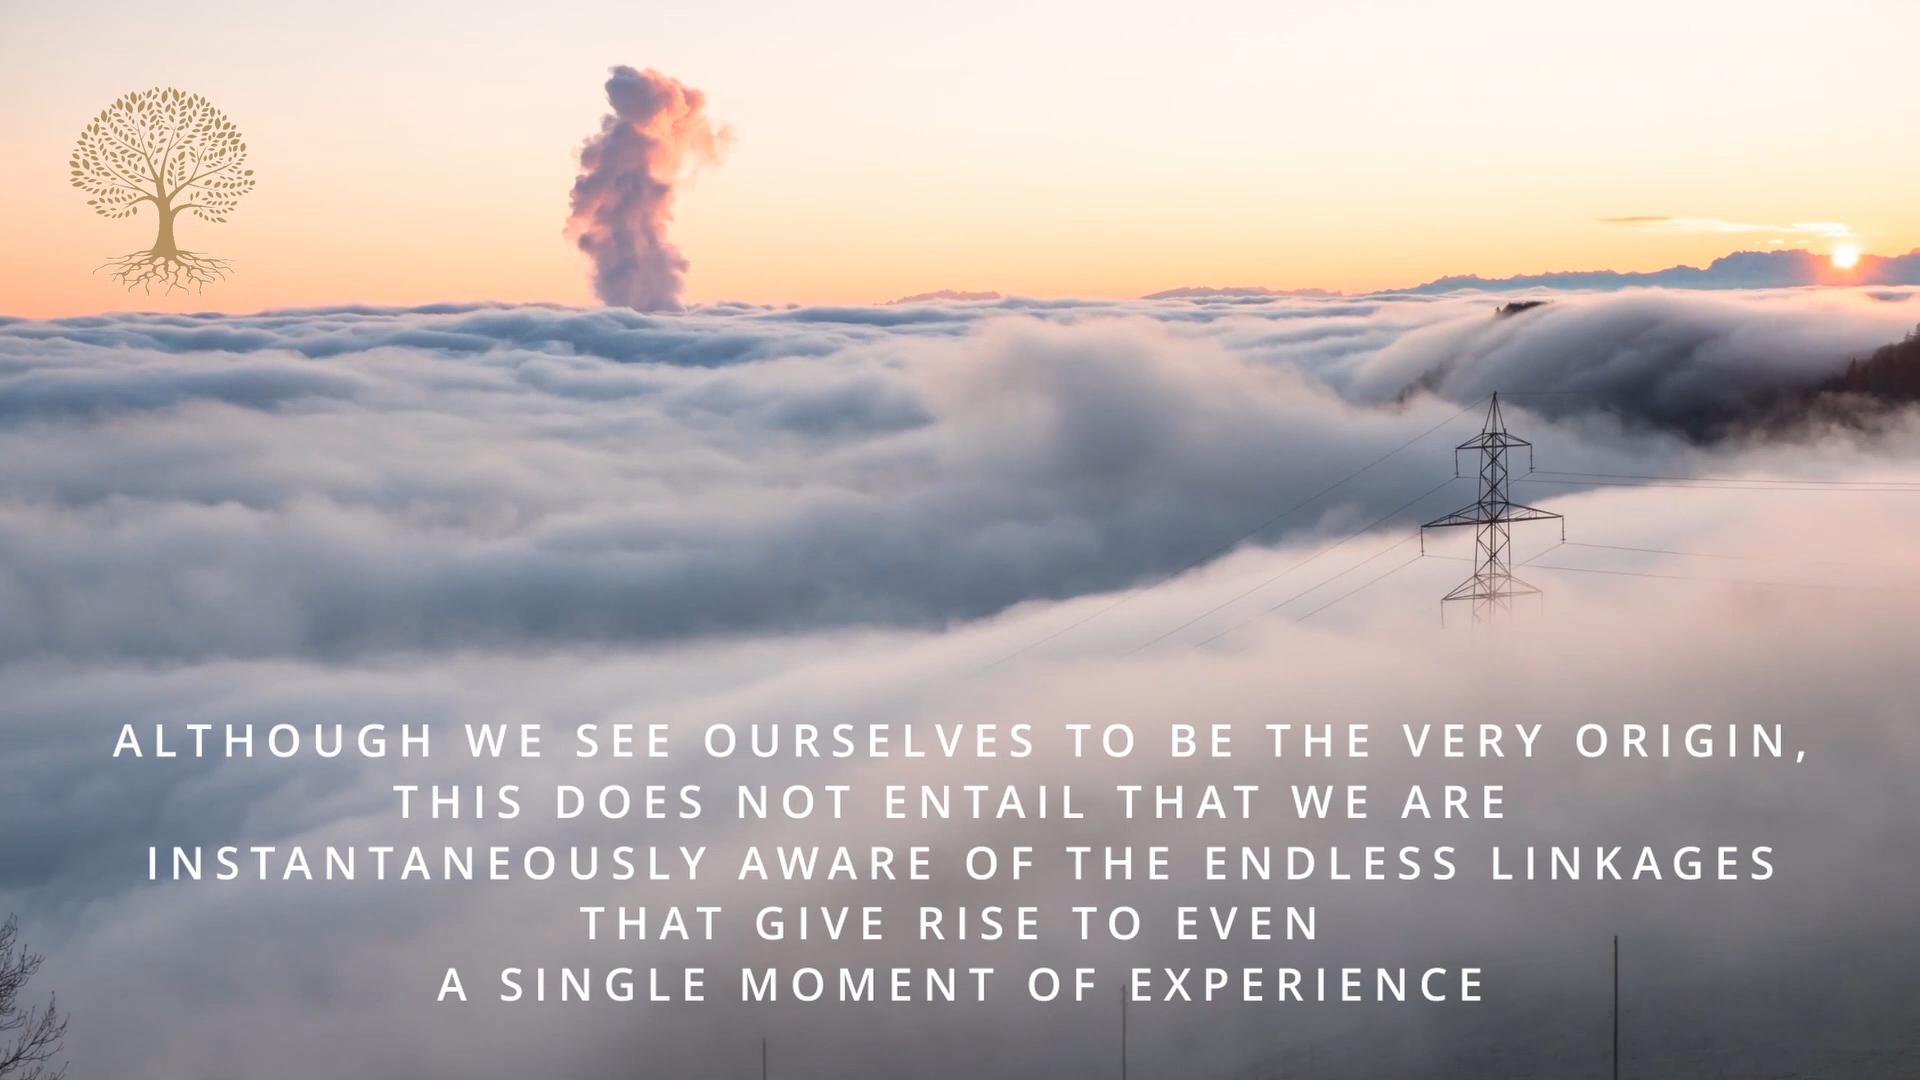 ALTHOUGH WE SEE OURSELVES TO BE THE VERY ORIGIN,
THIS DOES NOT ENTAIL THAT WE ARE
INSTANTANEOUSLY AWARE OF THE ENDLESS LINKAGES
THAT GIVE RISE TO EVEN
A SINGLE MOMENT OF EXPERIENCE